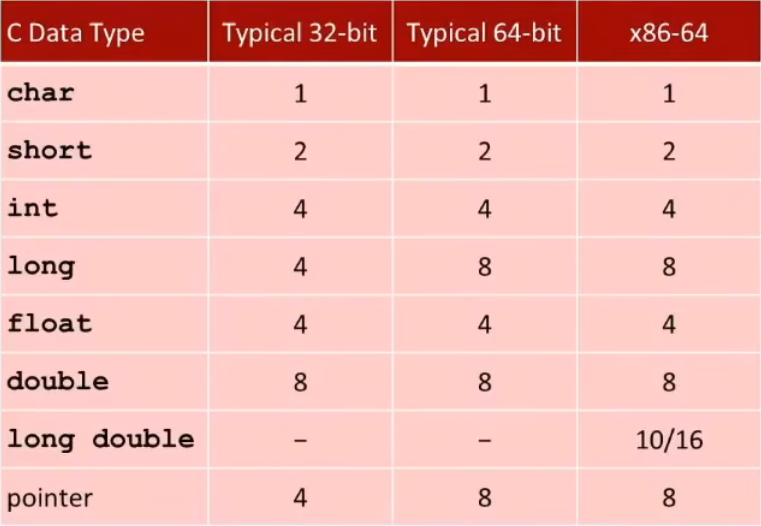 C Data Type Typical 32-bit Typical 64-bit x86-64
char 1 1 1
short 2 2 2
int 4 4 4
long 4 8 8
float 4 4 4
double 8 8 8
long double – – 10/16
pointer 4 8 8